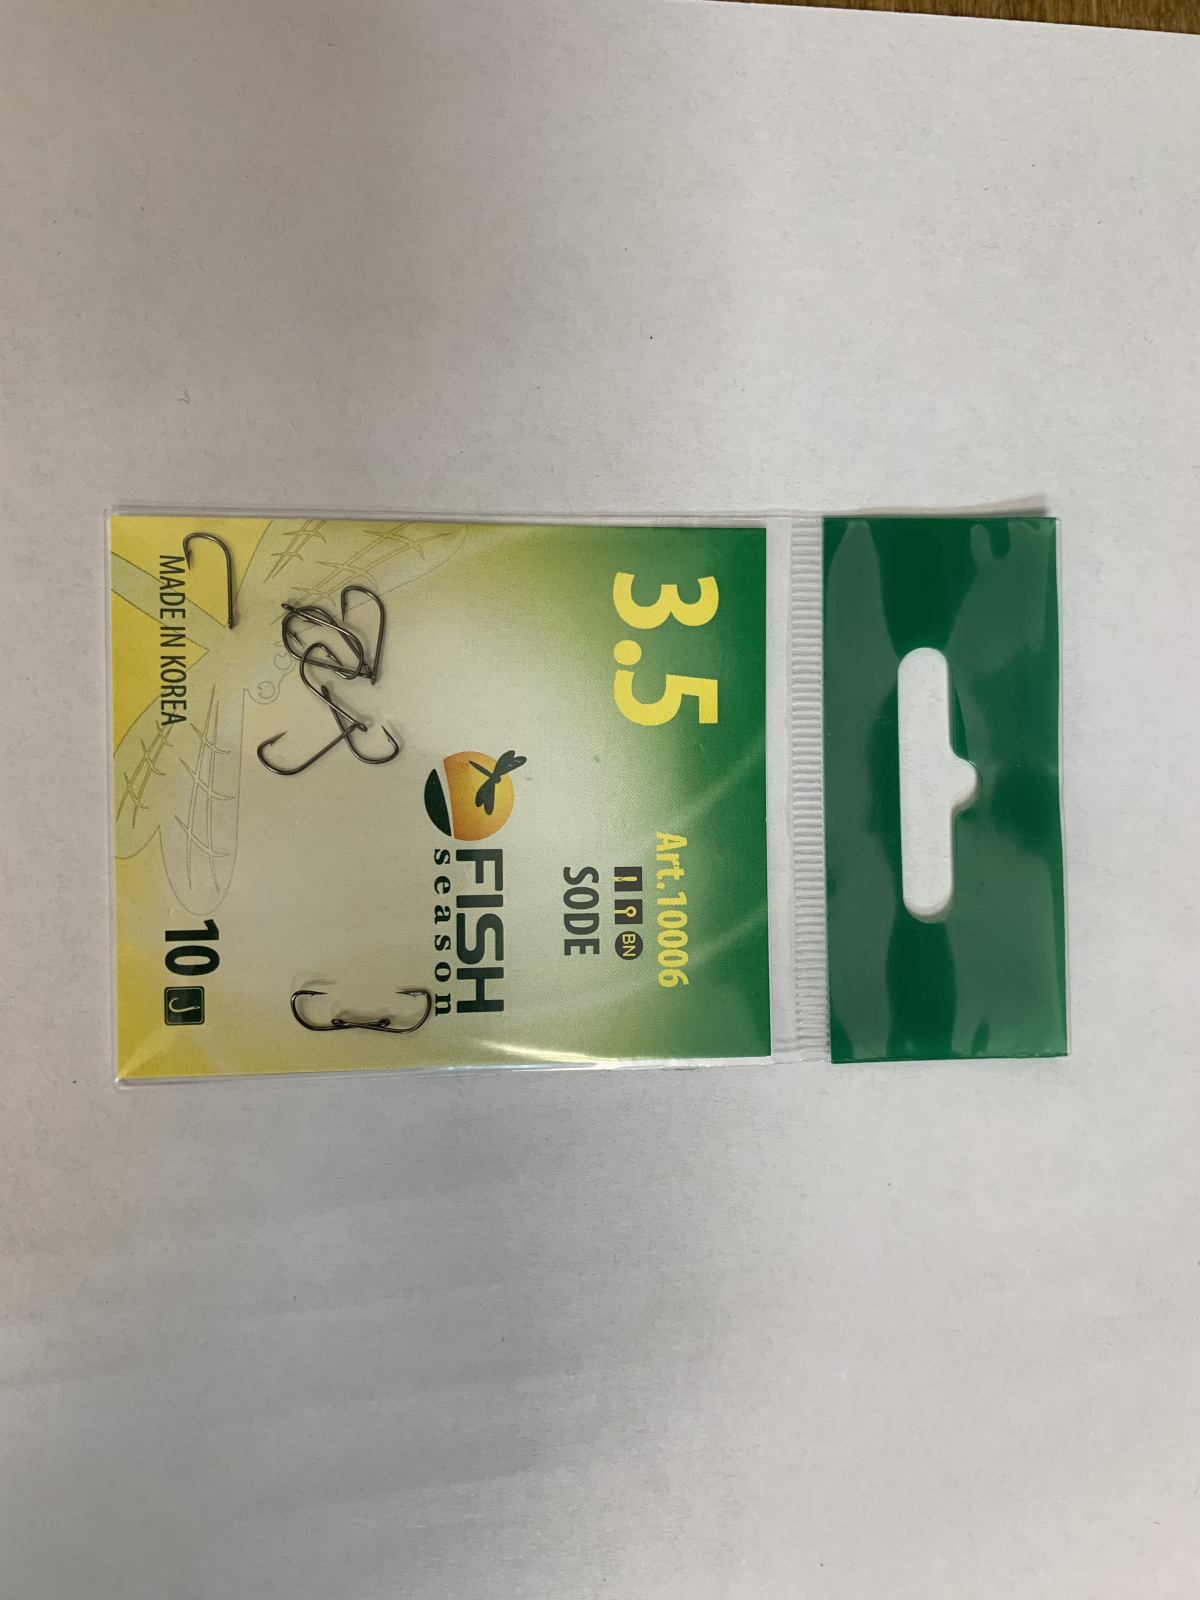 3.5
Art.10006
BN
SODE
FISH
season
MADE IN KOREA
10